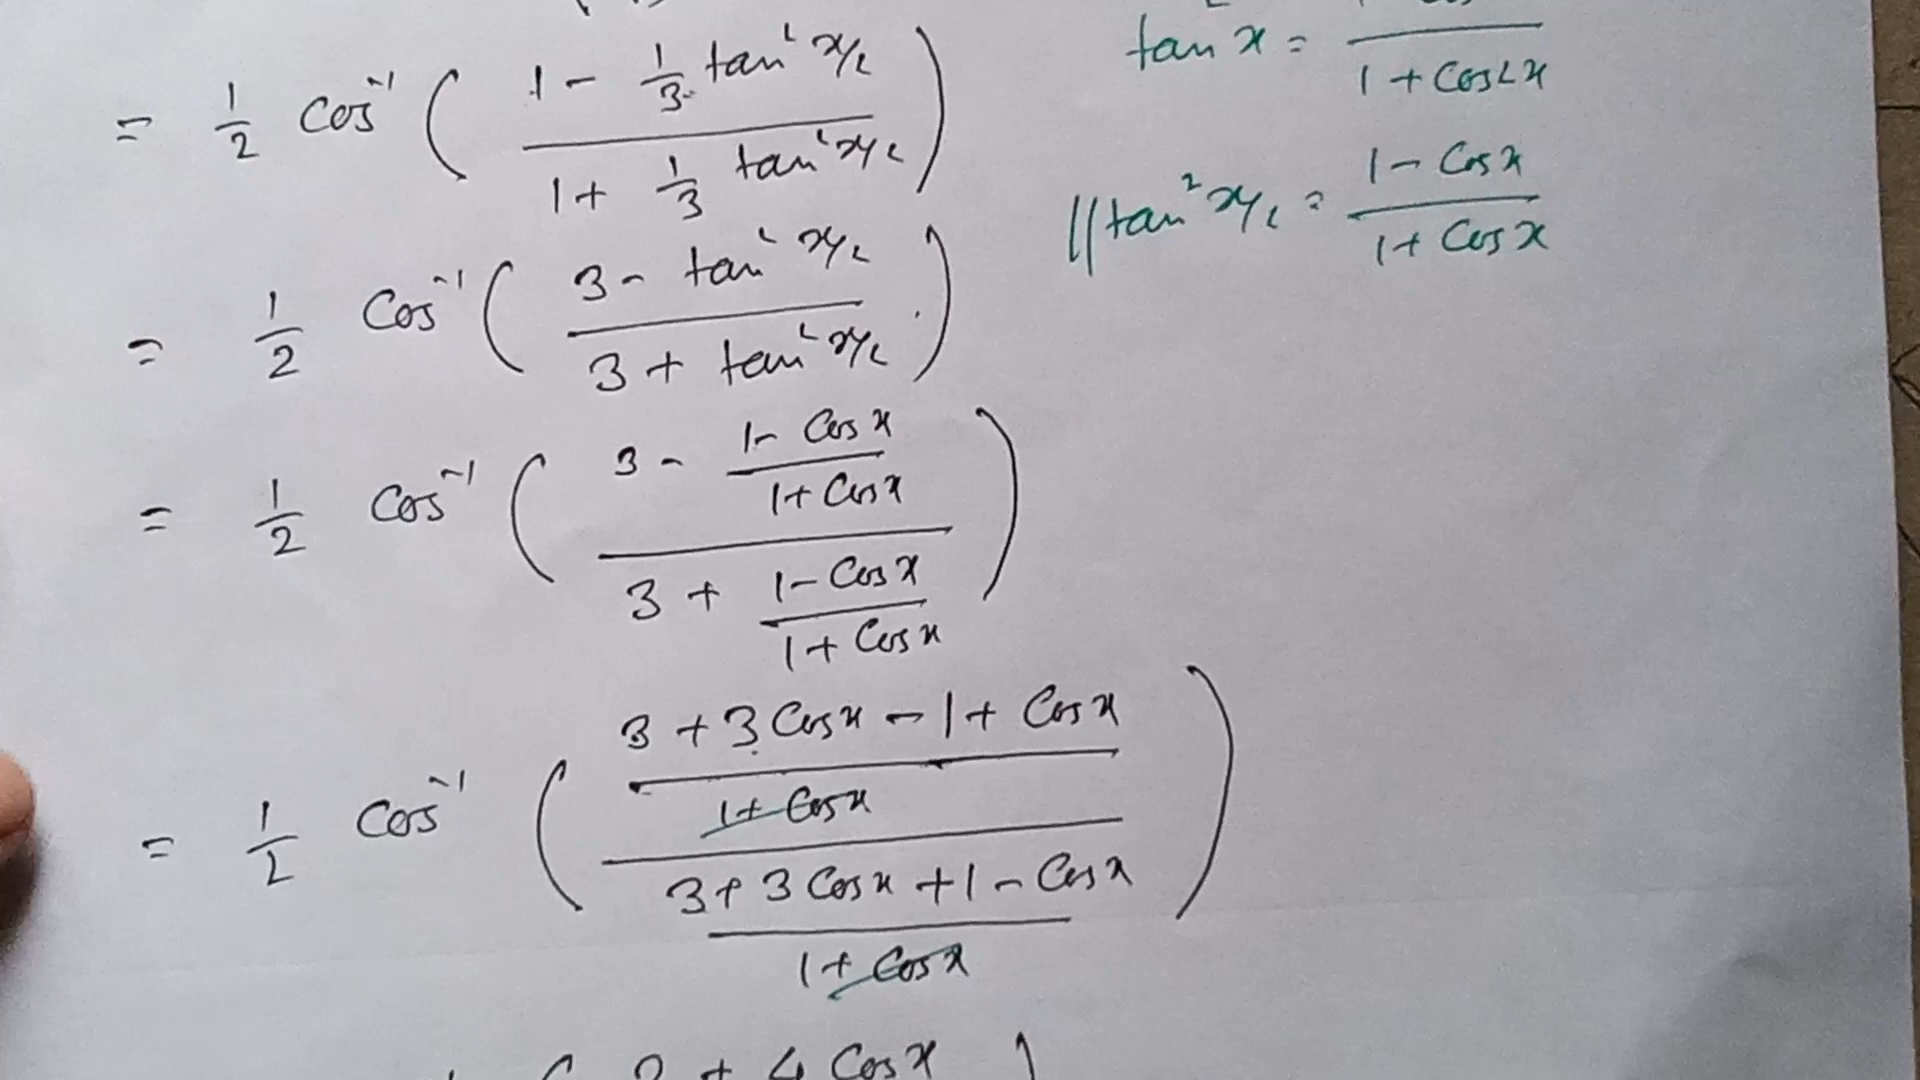 = 1/2 cos⁻¹ ( (1 - 1/3 tan² x/2) / (1 + 1/3 tan² x/2) )
tan² x = / (1 + cos2x)
|| tan² x/2 = (1 - cos x) / (1 + cos x)
= 1/2 cos⁻¹ ( (3 - tan² x/2) / (3 + tan² x/2) )
= 1/2 cos⁻¹ ( (3 - (1 - cos x)/(1 + cos x)) / (3 + (1 - cos x)/(1 + cos x)) )
= 1/2 cos⁻¹ ( ((3 + 3 cos x - 1 + cos x)/(1 + cos x)) / ((3 + 3 cos x + 1 - cos x)/(1 + cos x)) )
+ 4 cos x )